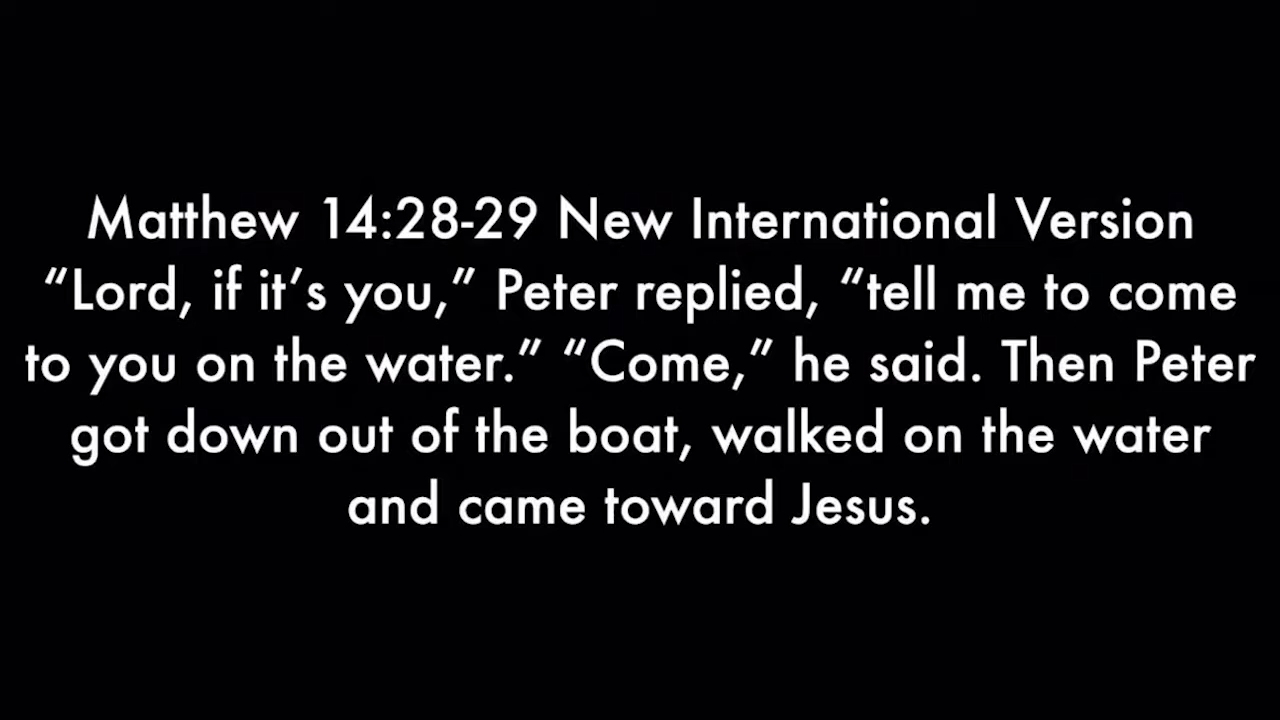 Matthew 14:28-29 New International Version
“Lord, if it’s you,” Peter replied, “tell me to come
to you on the water.” “Come,” he said. Then Peter
got down out of the boat, walked on the water
and came toward Jesus.